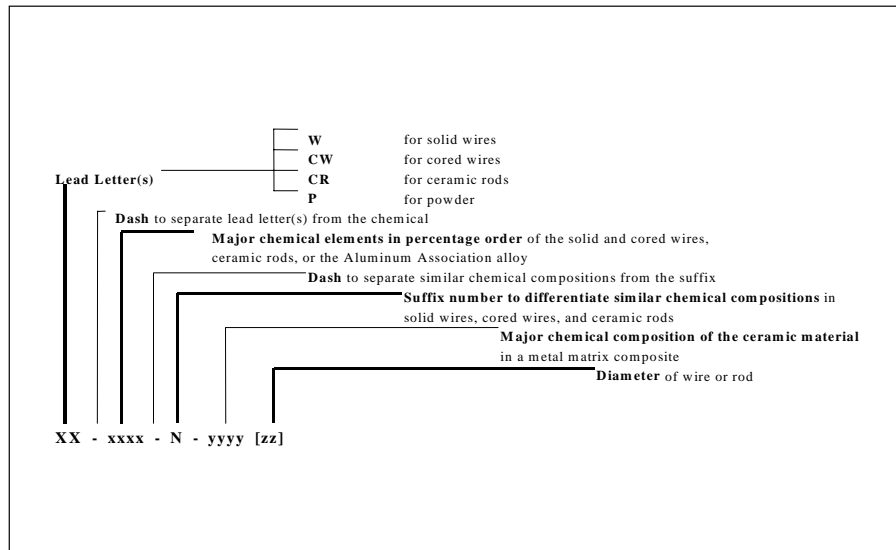 W for solid wires
CW for cored wires
Lead Letter(s) CR for ceramic rods
P for powder
Dash to separate lead letter(s) from the chemical
Major chemical elements in percentage order of the solid and cored wires,
ceramic rods, or the Aluminum Association alloy
Dash to separate similar chemical compositions from the suffix
Suffix number to differentiate similar chemical compositions in
solid wires, cored wires, and ceramic rods
Major chemical composition of the ceramic material
in a metal matrix composite
Diameter of wire or rod
XX - xxxx - N - yyyy [zz]